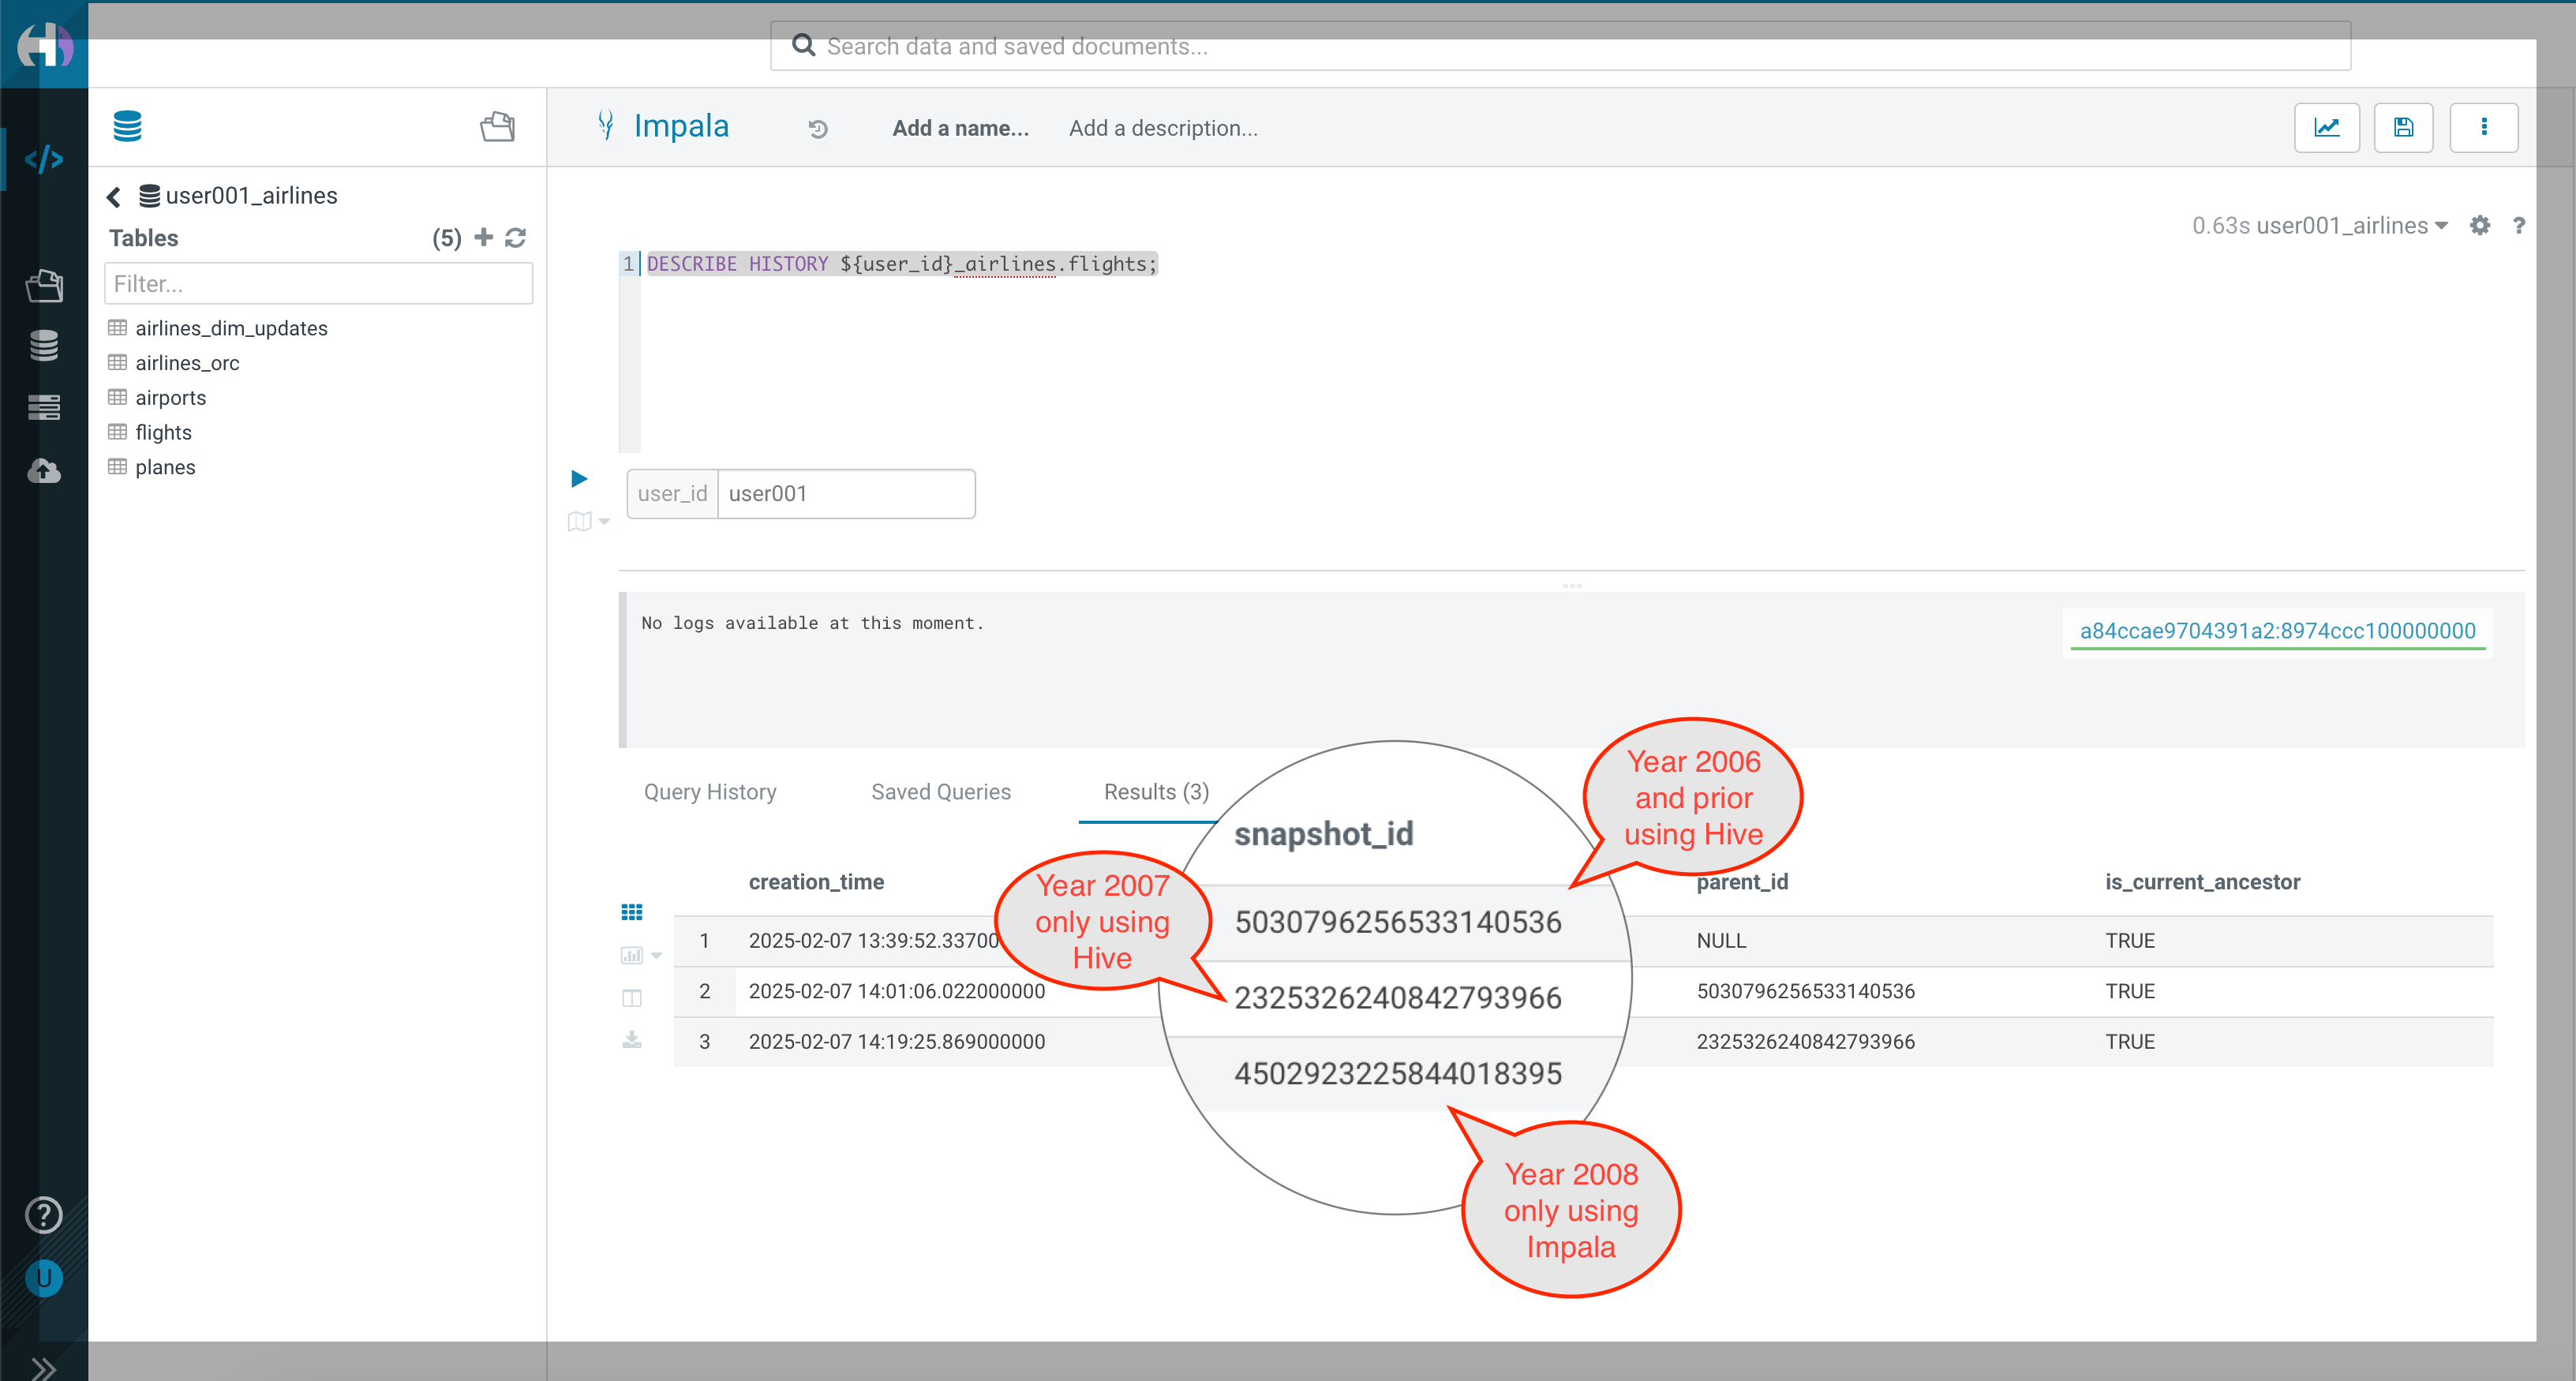 Search data and saved documents...
Impala
Add a name...
Add a description...
user001_airlines
Tables
(5)
Filter...
airlines_dim_updates
airlines_orc
airports
flights
planes
0.63s user001_airlines
?
1 DESCRIBE HISTORY ${user_id}_airlines.flights;
user_id user001
No logs available at this moment.
a84ccae9704391a2:8974ccc100000000
Query History
Saved Queries
Results (3)
creation_time
snapshot_id
parent_id
is_current_ancestor
1 2025-02-07 13:39:52.33700
5030796256533140536
NULL
TRUE
2 2025-02-07 14:01:06.022000000
2325326240842793966
5030796256533140536
TRUE
3 2025-02-07 14:19:25.869000000
4502923225844018395
2325326240842793966
TRUE
Year 2006
and prior
using Hive
Year 2007
only using
Hive
Year 2008
only using
Impala
?
U